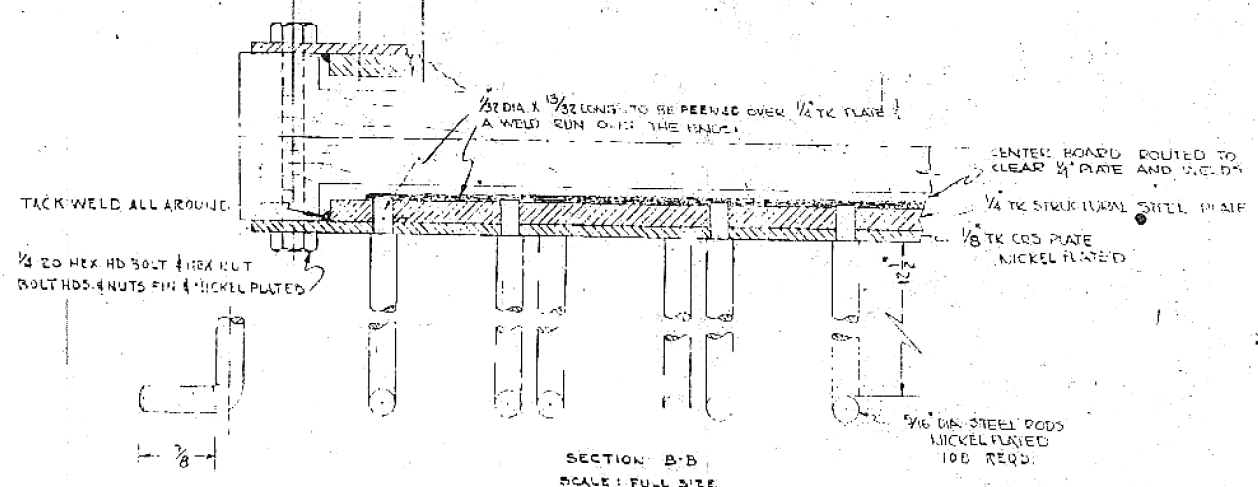 DIA. X 13/32 LONG TO BE PEENED OVER 1/4" TK PLATE &
A WELD RUN OVER THE ENDS.
CENTER BOARD ROUTED TO
CLEAR 1/4" PLATE AND WELDS
TACK WELD ALL AROUND
1/4 TK STRUCTURAL STEEL PLATE
1/8" TK CRS PLATE
NICKEL PLATED
1/4 20 HEX HD BOLT & HEX NUT
BOLT HDS & NUTS FIN & NICKEL PLATED
5/16" DIA STEEL RODS
NICKEL PLATED
REQD.
7/8
SECTION B-B
SCALE: FULL SIZE